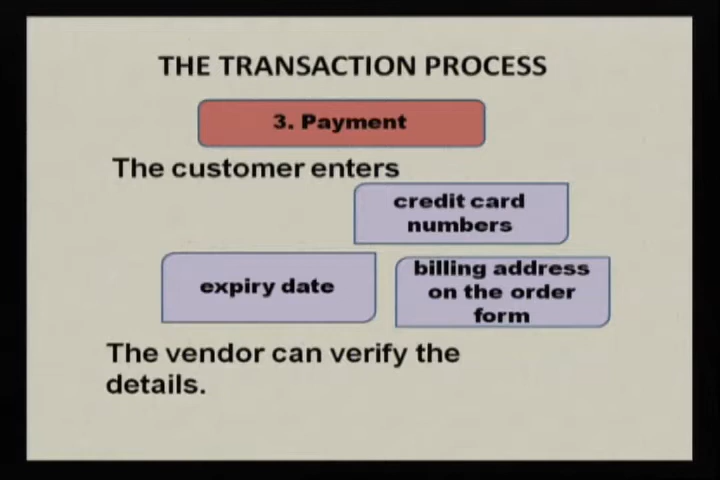 THE TRANSACTION PROCESS
3. Payment
The customer enters
credit card
numbers
expiry date
billing address
on the order
form
The vendor can verify the
details.